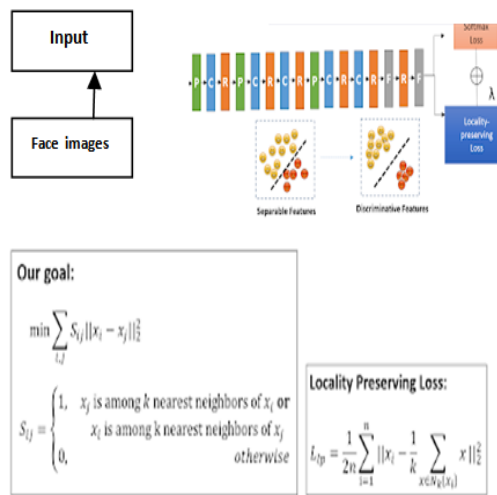 Input
Face images
P C R P C R C R P C R C R F R F
Softmax
Loss
λ
Locality-
preserving
Loss
Separable Features
Discriminative Features
Our goal:
min ∑ i,j S_ij ||x_i − x_j||₂²
S_ij = { 1, x_j is among k nearest neighbors of x_i or
x_i is among k nearest neighbors of x_j
0, otherwise
Locality Preserving Loss:
L_lp = 1/2n ∑ i=1 n ||x_i − 1/k ∑ x∈N_k{x_i} x||₂²